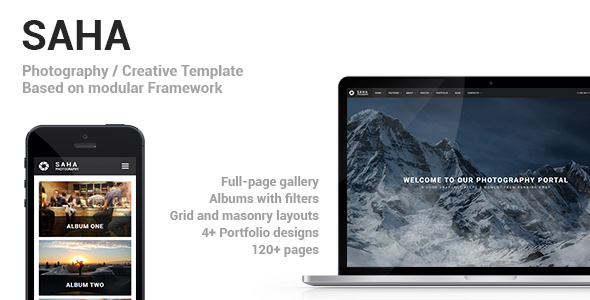 SAHA
Photography / Creative Template
Based on modular Framework
SAHA
PHOTOGRAPHY
ALBUM ONE
ALBUM TWO
Full-page gallery
Albums with filters
Grid and masonry layouts
4+ Portfolio designs
120+ pages
SAHA
WELCOME TO OUR PHOTOGRAPHY PORTAL